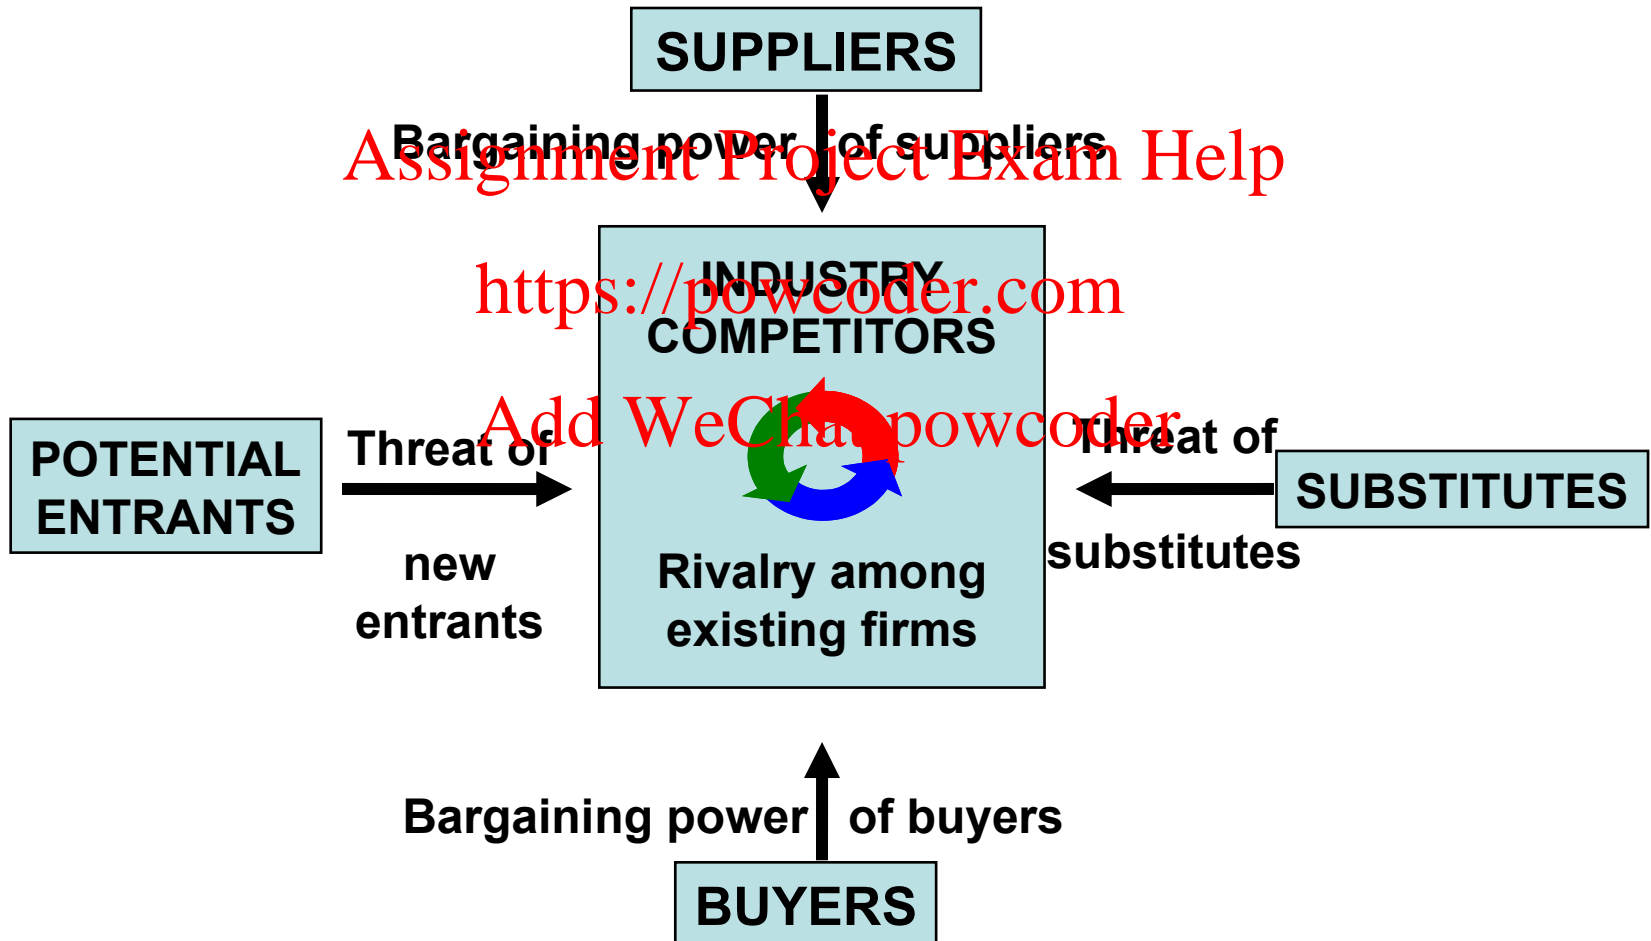 SUPPLIERS
Bargaining power of suppliers
Assignment Project Exam Help
INDUSTRY
https://powcoder.com
COMPETITORS
Add WeChat powcoder
POTENTIAL
ENTRANTS
Threat of
new
entrants
Rivalry among
existing firms
Threat of
substitutes
SUBSTITUTES
Bargaining power of buyers
BUYERS